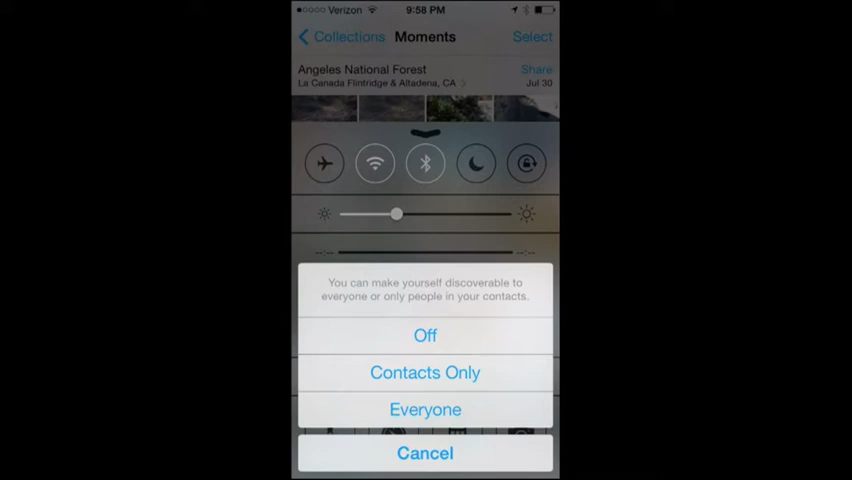 Verizon 9:58 PM
Collections Moments Select
Angeles National Forest Share
La Canada Flintridge & Altadena, CA Jul 30
--:-- --:--
You can make yourself discoverable to
everyone or only people in your contacts.
Off
Contacts Only
Everyone
Cancel